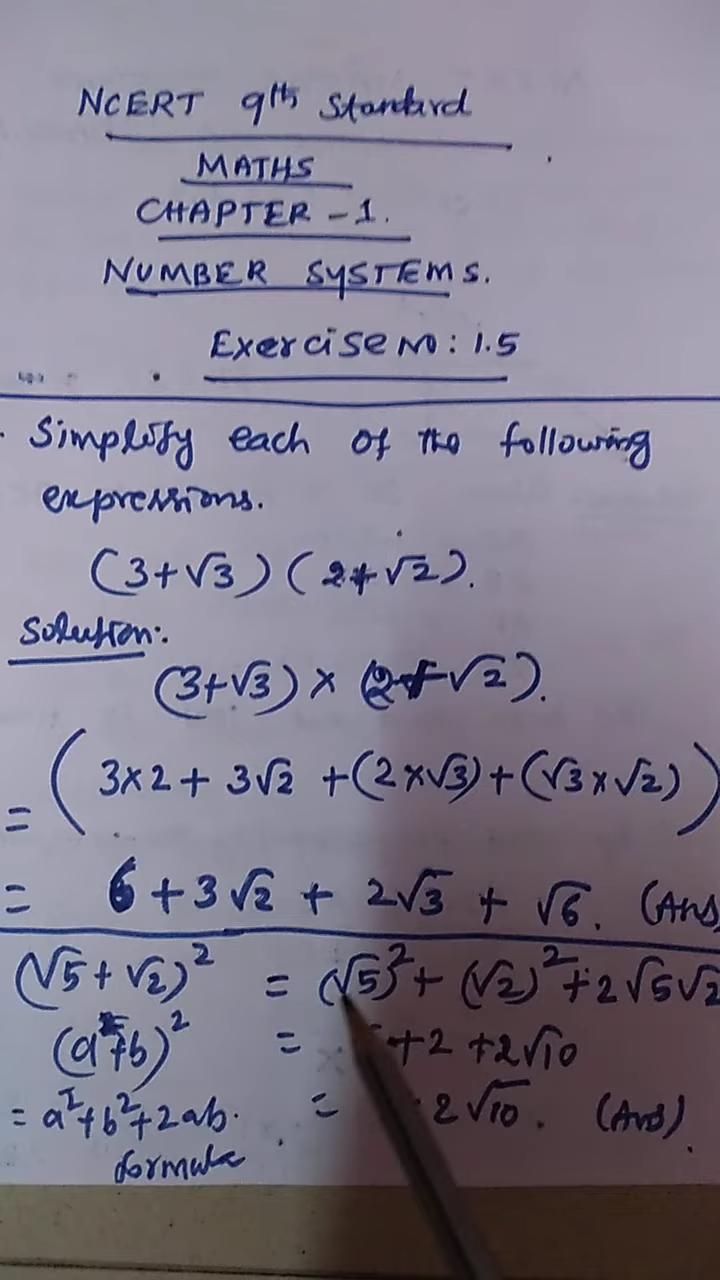 NCERT 9th Standard
MATHS
CHAPTER - 1.
NUMBER SYSTEMS.
Exercise NO: 1.5
Simplify each of the following
expressions.
(3+√3)(2+√2).
Solution:
(3+√3) × (2+√2).
= (3×2 + 3√2 + (2×√3) + (√3×√2))
= 6 + 3√2 + 2√3 + √6. (Ans)
(√5 + √2)² = (√5)² + (√2)² + 2√5√2
(a+b)² = +2 +2√10
= a²+b²+2ab. = 2√10. (Ans).
formula